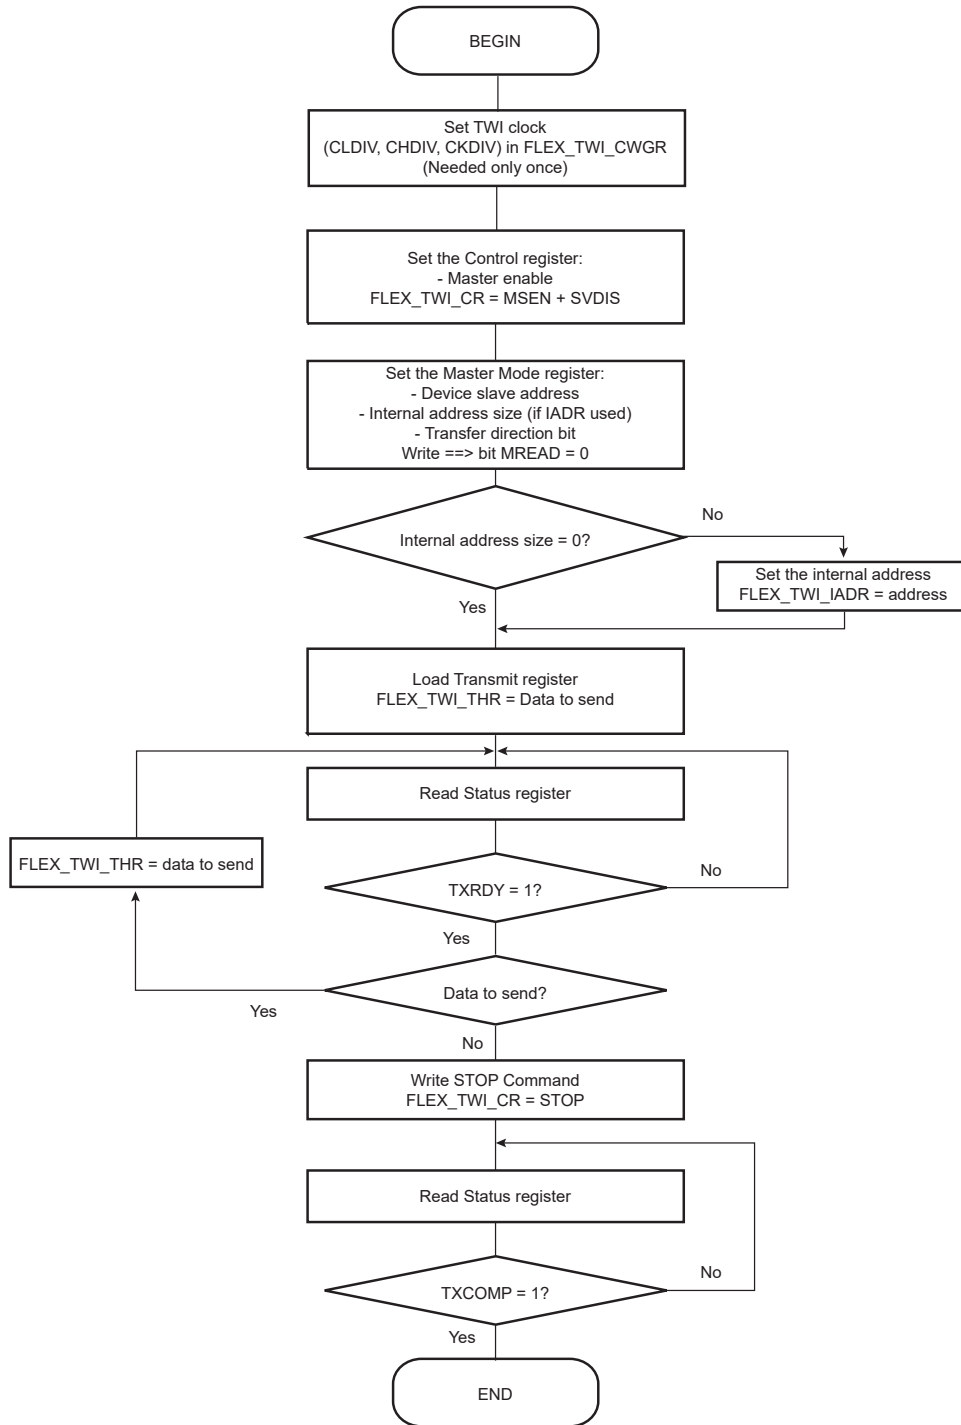 BEGIN
Set TWI clock
(CLDIV, CHDIV, CKDIV) in FLEX_TWI_CWGR
(Needed only once)
Set the Control register:
- Master enable
FLEX_TWI_CR = MSEN + SVDIS
Set the Master Mode register:
- Device slave address
- Internal address size (if IADR used)
- Transfer direction bit
Write ==> bit MREAD = 0
No
Internal address size = 0?
Set the internal address
FLEX_TWI_IADR = address
Yes
Load Transmit register
FLEX_TWI_THR = Data to send
Read Status register
FLEX_TWI_THR = data to send
No
TXRDY = 1?
Yes
Data to send?
Yes
No
Write STOP Command
FLEX_TWI_CR = STOP
Read Status register
No
TXCOMP = 1?
Yes
END